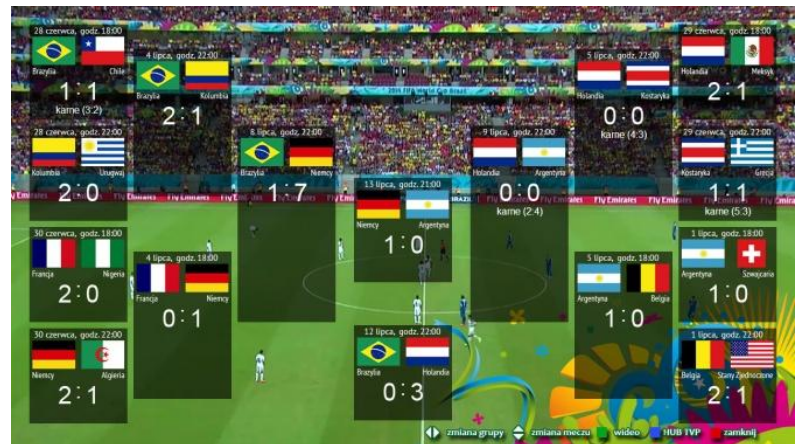 28 czerwca, godz. 18:00
Brazylia Chile
1:1
karne (3:2)
28 czerwca, godz. 22:00
Kolumbia Urugwaj
2:0
30 czerwca, godz. 18:00
Francja Nigeria
2:0
30 czerwca, godz. 22:00
Niemcy Algieria
2:1
4 lipca, godz. 22:00
Brazylia Kolumbia
2:1
4 lipca, godz. 18:00
Francja Niemcy
0:1
8 lipca, godz. 22:00
Brazylia Niemcy
1:7
13 lipca, godz. 21:00
Niemcy Argentyna
1:0
12 lipca, godz. 22:00
Brazylia Holandia
0:3
9 lipca, godz. 22:00
Holandia Argentyna
0:0
karne (2:4)
5 lipca, godz. 22:00
Holandia Kostaryka
0:0
karne (4:3)
5 lipca, godz. 18:00
Argentyna Belgia
1:0
29 czerwca, godz. 18:00
Holandia Meksyk
2:1
29 czerwca, godz. 22:00
Kostaryka Grecja
1:1
karne (5:3)
1 lipca, godz. 18:00
Argentyna Szwajcaria
1:0
1 lipca, godz. 22:00
Belgia Stany Zjednoczone
2:1
2014 FIFA World Cup Brazil
Fly Emirates Fly Emirates
zmiana grupy zmiana meczu wideo HUB TVP zamknij